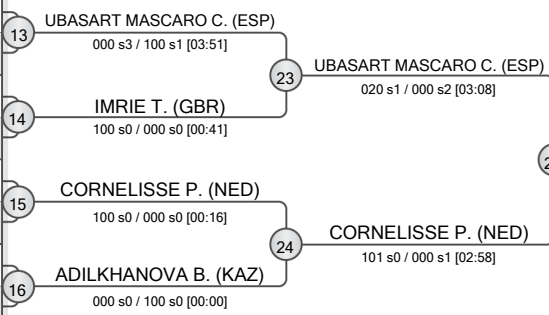 13
UBASART MASCARO C. (ESP)
000 s3 / 100 s1 [03:51]
23
UBASART MASCARO C. (ESP)
020 s1 / 000 s2 [03:08]
14
IMRIE T. (GBR)
100 s0 / 000 s0 [00:41]
15
CORNELISSE P. (NED)
100 s0 / 000 s0 [00:16]
24
CORNELISSE P. (NED)
101 s0 / 000 s1 [02:58]
16
ADILKHANOVA B. (KAZ)
000 s0 / 100 s0 [00:00]